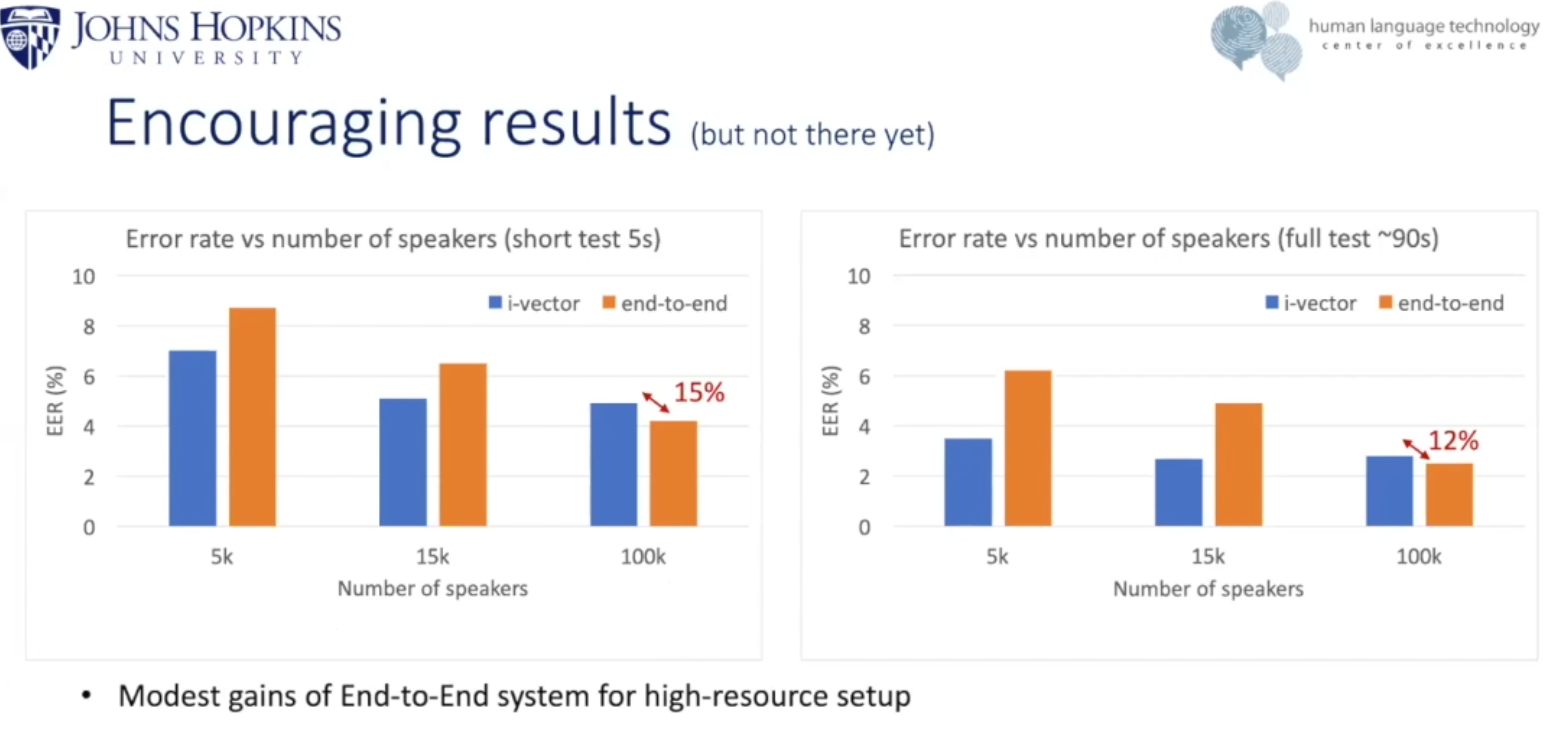 JOHNS HOPKINS
UNIVERSITY
human language technology
center of excellence
Encouraging results (but not there yet)
Error rate vs number of speakers (short test 5s)
10
8
6
4
2
0
EER (%)
i-vector
end-to-end
15%
5k
15k
100k
Number of speakers
Error rate vs number of speakers (full test ~90s)
10
8
6
4
2
0
EER (%)
i-vector
end-to-end
12%
5k
15k
100k
Number of speakers
• Modest gains of End-to-End system for high-resource setup